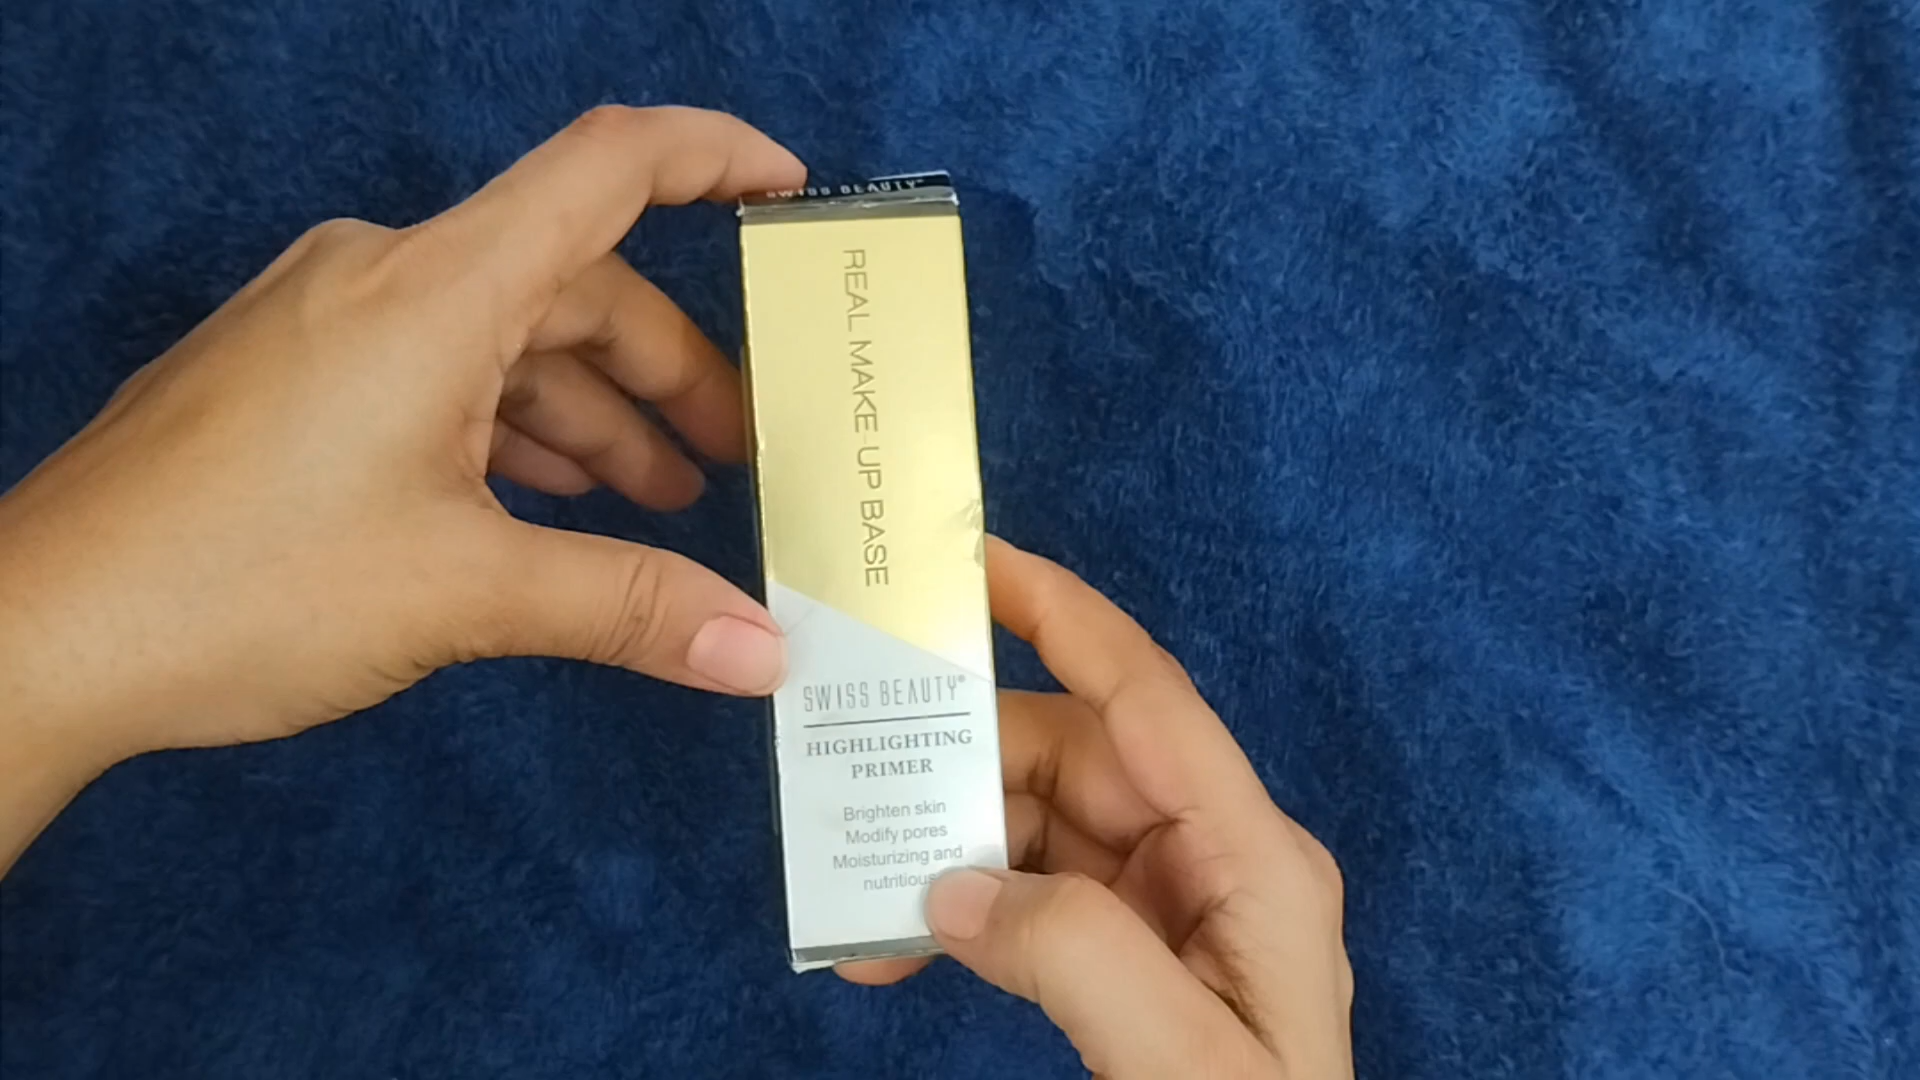 SWISS BEAUTY
REAL MAKE-UP BASE
SWISS BEAUTY®
HIGHLIGHTING
PRIMER
Brighten skin
Modify pores
Moisturizing and
nutritious